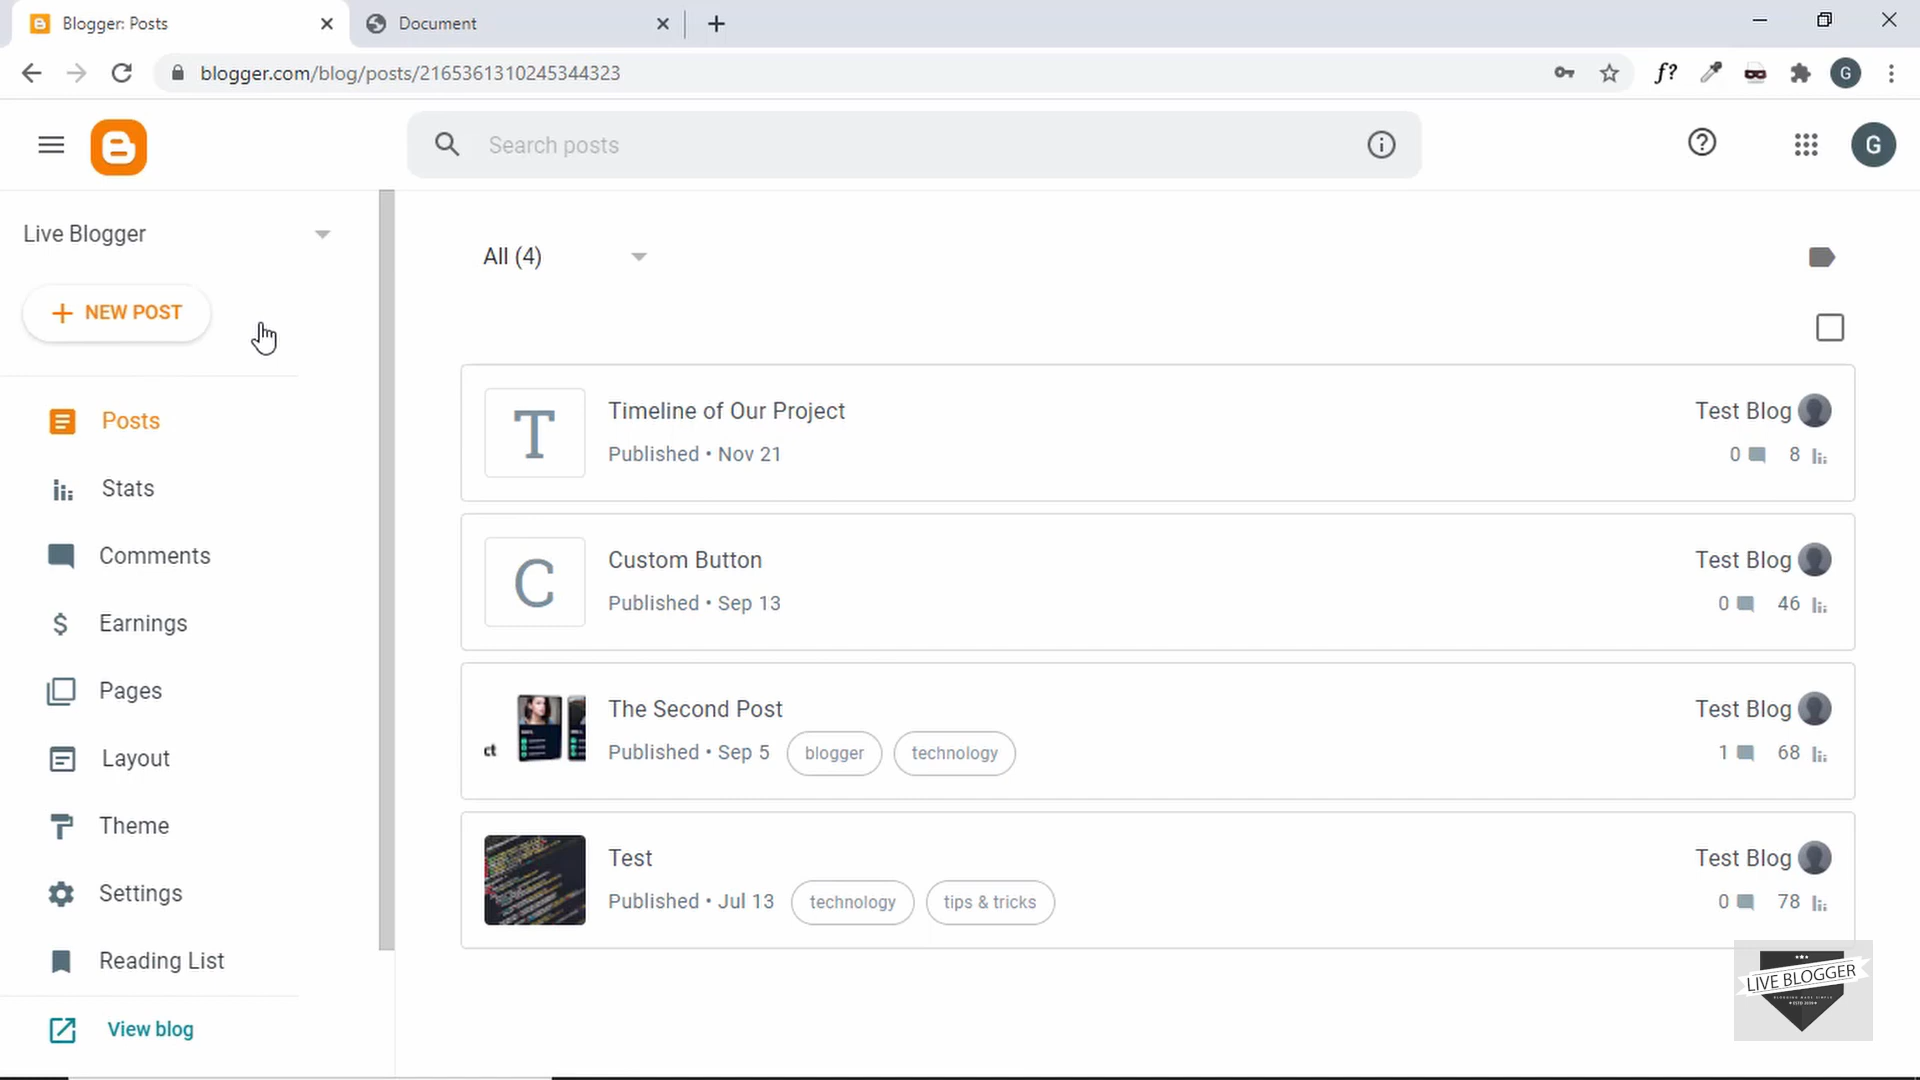 Blogger: Posts
Document
blogger.com/blog/posts/2165361310245344323
f?
G
Search posts
G
Live Blogger
All (4)
NEW POST
Posts
Stats
Comments
Earnings
Pages
Layout
Theme
Settings
Reading List
View blog
T
Timeline of Our Project
Test Blog
Published • Nov 21
0
8
C
Custom Button
Test Blog
Published • Sep 13
0
46
ct
The Second Post
Test Blog
Published • Sep 5
blogger
technology
1
68
Test
Test Blog
Published • Jul 13
technology
tips & tricks
0
78
LIVE BLOGGER